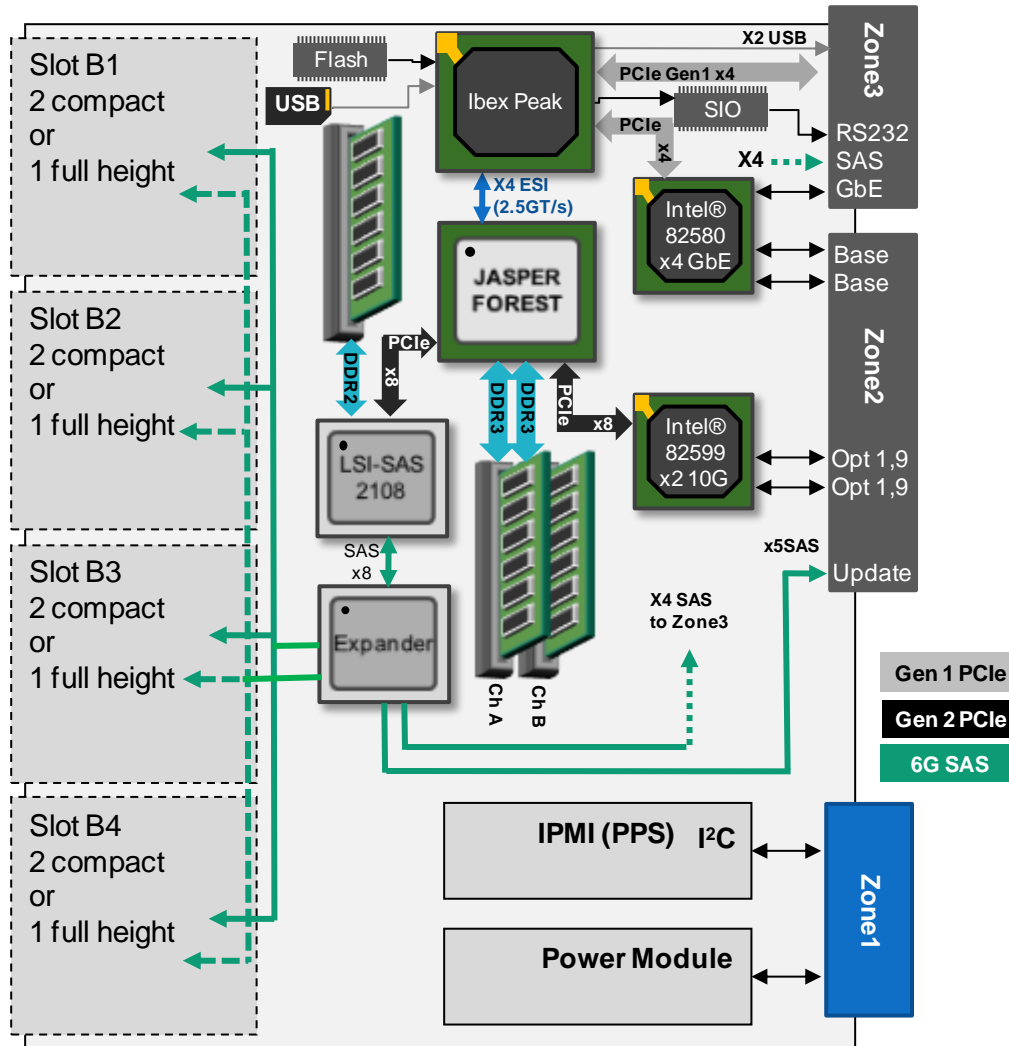 Slot B1
2 compact
or
1 full height
Slot B2
2 compact
or
1 full height
Slot B3
2 compact
or
1 full height
Slot B4
2 compact
or
1 full height
Flash
USB
Ibex Peak
X2 USB
PCIe Gen1 x4
PCIe
x4
SIO
X4 ESI
(2.5GT/s)
JASPER
FOREST
Intel®
82580
x4 GbE
PCIe
x8
DDR2
DDR3
DDR3
PCIe
x8
Intel®
82599
x2 10G
LSI-SAS
2108
SAS
x8
Expander
Ch A
Ch B
X4 SAS
to Zone3
Zone3
RS232
X4
SAS
GbE
Zone2
Base
Base
Opt 1,9
Opt 1,9
x5SAS
Update
Gen 1 PCIe
Gen 2 PCIe
6G SAS
IPMI (PPS) I²C
Power Module
Zone1